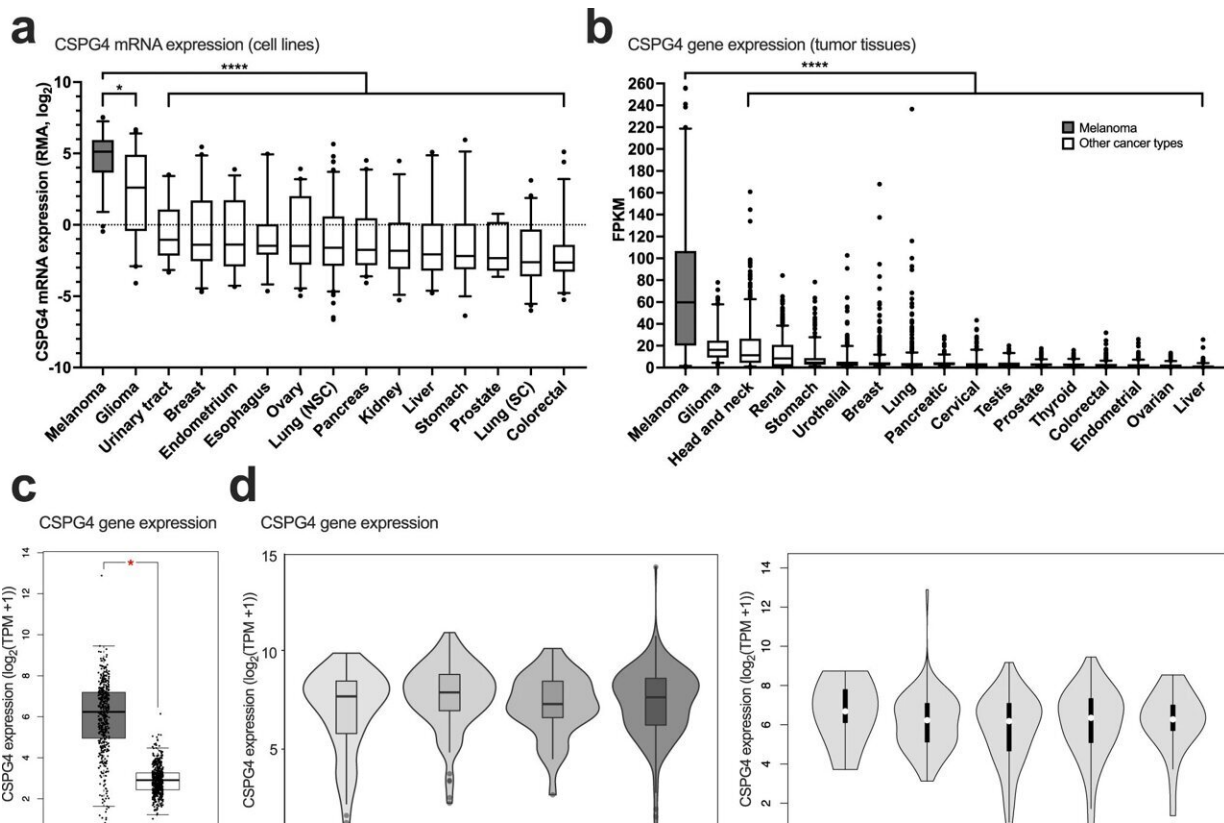 a
CSPG4 mRNA expression (cell lines)
****
*
CSPG4 mRNA expression (RMA, log2)
10
5
0
-5
-10
Melanoma
Glioma
Urinary tract
Breast
Endometrium
Esophagus
Ovary
Lung (NSC)
Pancreas
Kidney
Liver
Stomach
Prostate
Lung (SC)
Colorectal
b
CSPG4 gene expression (tumor tissues)
****
FPKM
260
240
220
200
180
160
140
120
100
80
60
40
20
0
Melanoma
Other cancer types
Melanoma
Glioma
Head and neck
Renal
Stomach
Urothelial
Breast
Lung
Pancreatic
Cervical
Testis
Prostate
Thyroid
Colorectal
Endometrial
Ovarian
Liver
c
CSPG4 gene expression
*
CSPG4 expression (log2(TPM +1))
14
12
10
8
6
4
2
d
CSPG4 gene expression
CSPG4 expression (log2(TPM +1))
15
10
5
CSPG4 expression (log2(TPM +1))
14
12
10
8
6
4
2